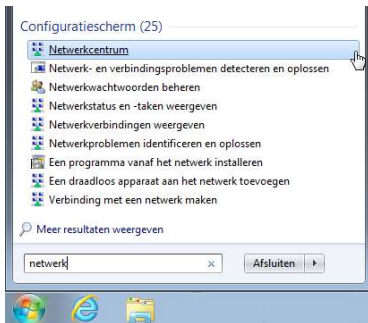 Configuratiescherm (25)
Netwerkcentrum
Netwerk- en verbindingsproblemen detecteren en oplossen
Netwerkwachtwoorden beheren
Netwerkstatus en -taken weergeven
Netwerkverbindingen weergeven
Netwerkproblemen identificeren en oplossen
Een programma vanaf het netwerk installeren
Een draadloos apparaat aan het netwerk toevoegen
Verbinding met een netwerk maken
Meer resultaten weergeven
netwerk Afsluiten